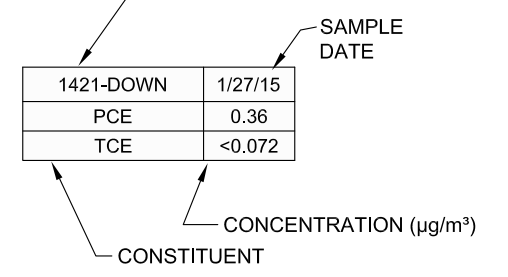 SAMPLE
DATE
1421-DOWN 1/27/15
PCE 0.36
TCE <0.072
CONCENTRATION (µg/m³)
CONSTITUENT